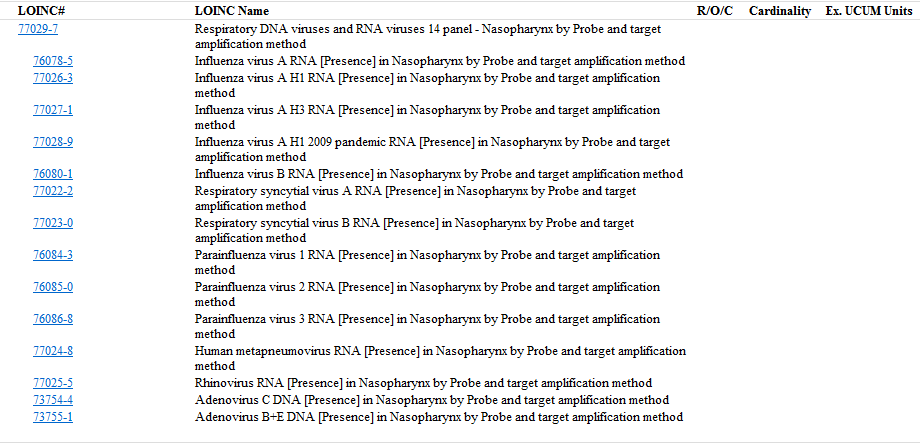 LOINC# LOINC Name R/O/C Cardinality Ex. UCUM Units
77029-7 Respiratory DNA viruses and RNA viruses 14 panel - Nasopharynx by Probe and target
amplification method
76078-5 Influenza virus A RNA [Presence] in Nasopharynx by Probe and target amplification method
77026-3 Influenza virus A H1 RNA [Presence] in Nasopharynx by Probe and target amplification
method
77027-1 Influenza virus A H3 RNA [Presence] in Nasopharynx by Probe and target amplification
method
77028-9 Influenza virus A H1 2009 pandemic RNA [Presence] in Nasopharynx by Probe and target
amplification method
76080-1 Influenza virus B RNA [Presence] in Nasopharynx by Probe and target amplification method
77022-2 Respiratory syncytial virus A RNA [Presence] in Nasopharynx by Probe and target
amplification method
77023-0 Respiratory syncytial virus B RNA [Presence] in Nasopharynx by Probe and target
amplification method
76084-3 Parainfluenza virus 1 RNA [Presence] in Nasopharynx by Probe and target amplification
method
76085-0 Parainfluenza virus 2 RNA [Presence] in Nasopharynx by Probe and target amplification
method
76086-8 Parainfluenza virus 3 RNA [Presence] in Nasopharynx by Probe and target amplification
method
77024-8 Human metapneumovirus RNA [Presence] in Nasopharynx by Probe and target amplification
method
77025-5 Rhinovirus RNA [Presence] in Nasopharynx by Probe and target amplification method
73754-4 Adenovirus C DNA [Presence] in Nasopharynx by Probe and target amplification method
73755-1 Adenovirus B+E DNA [Presence] in Nasopharynx by Probe and target amplification method